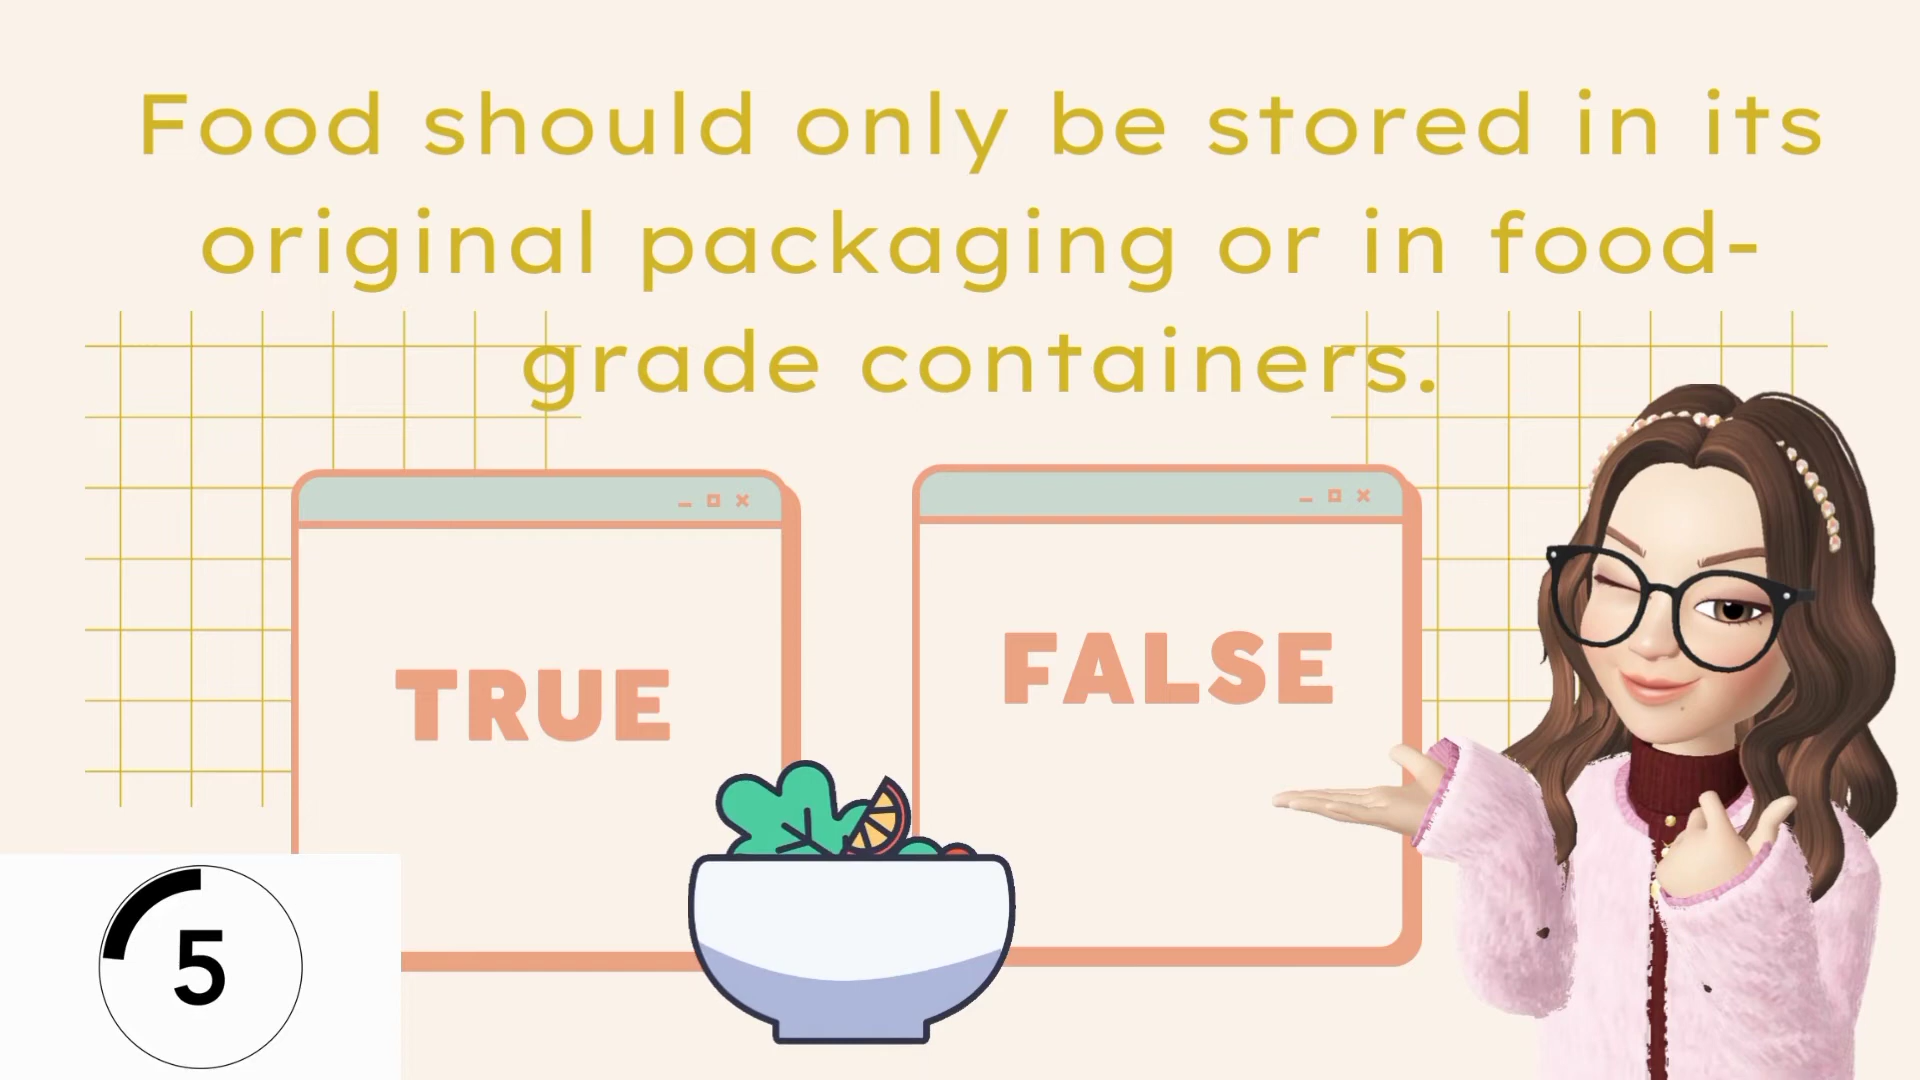 Food should only be stored in its
original packaging or in food-
grade containers.
TRUE
FALSE
5